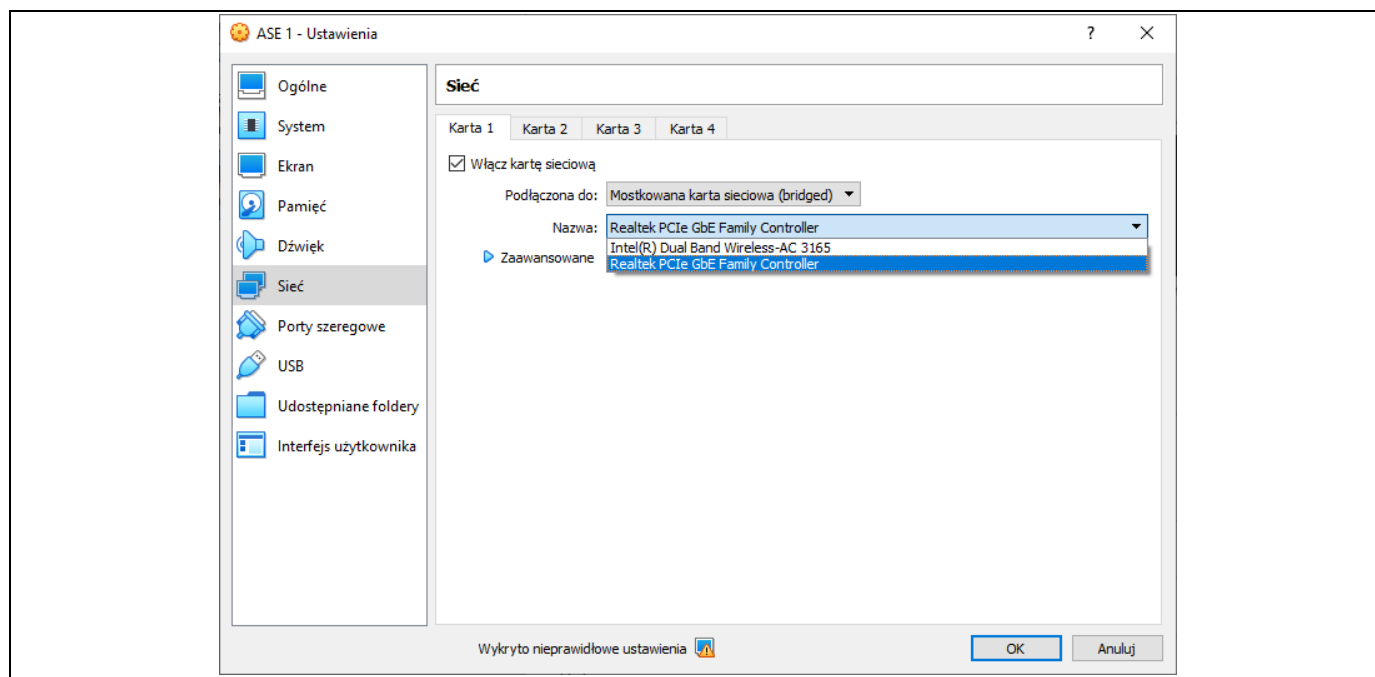 ASE 1 - Ustawienia
?
Ogólne
System
Ekran
Pamięć
Dźwięk
Sieć
Porty szeregowe
USB
Udostępniane foldery
Interfejs użytkownika
Sieć
Karta 1 Karta 2 Karta 3 Karta 4
Włącz kartę sieciową
Podłączona do: Mostkowana karta sieciowa (bridged)
Nazwa: Realtek PCIe GbE Family Controller
Intel(R) Dual Band Wireless-AC 3165
Zaawansowane Realtek PCIe GbE Family Controller
Wykryto nieprawidłowe ustawienia
OK Anuluj